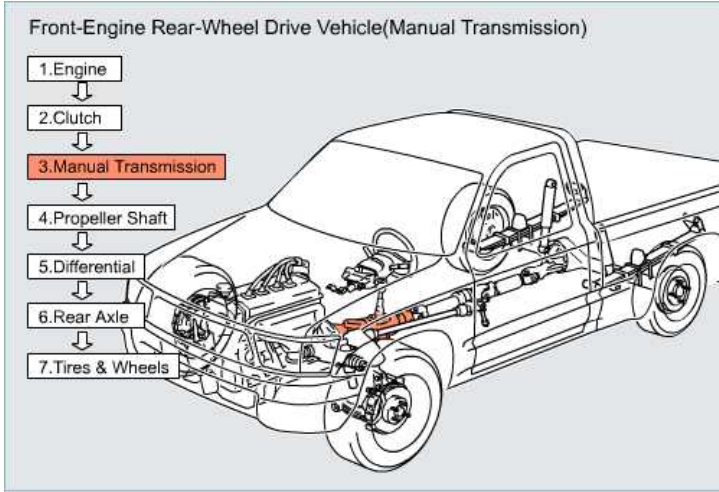 Front-Engine Rear-Wheel Drive Vehicle(Manual Transmission)
1.Engine
2.Clutch
3.Manual Transmission
4.Propeller Shaft
5.Differential
6.Rear Axle
7.Tires & Wheels